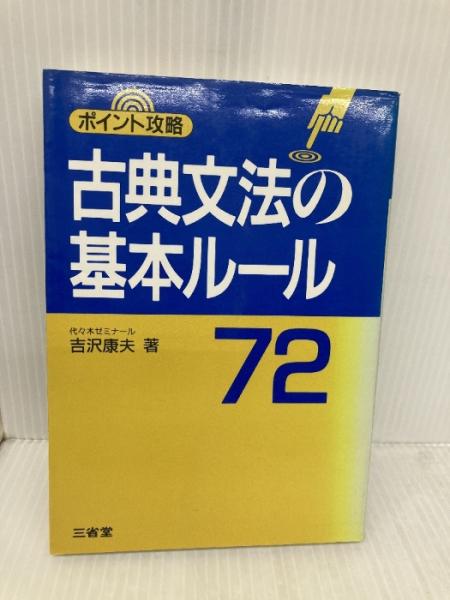 ポイント攻略
古典文法の
基本ルール
72
代々木ゼミナール
吉沢康夫 著
三省堂